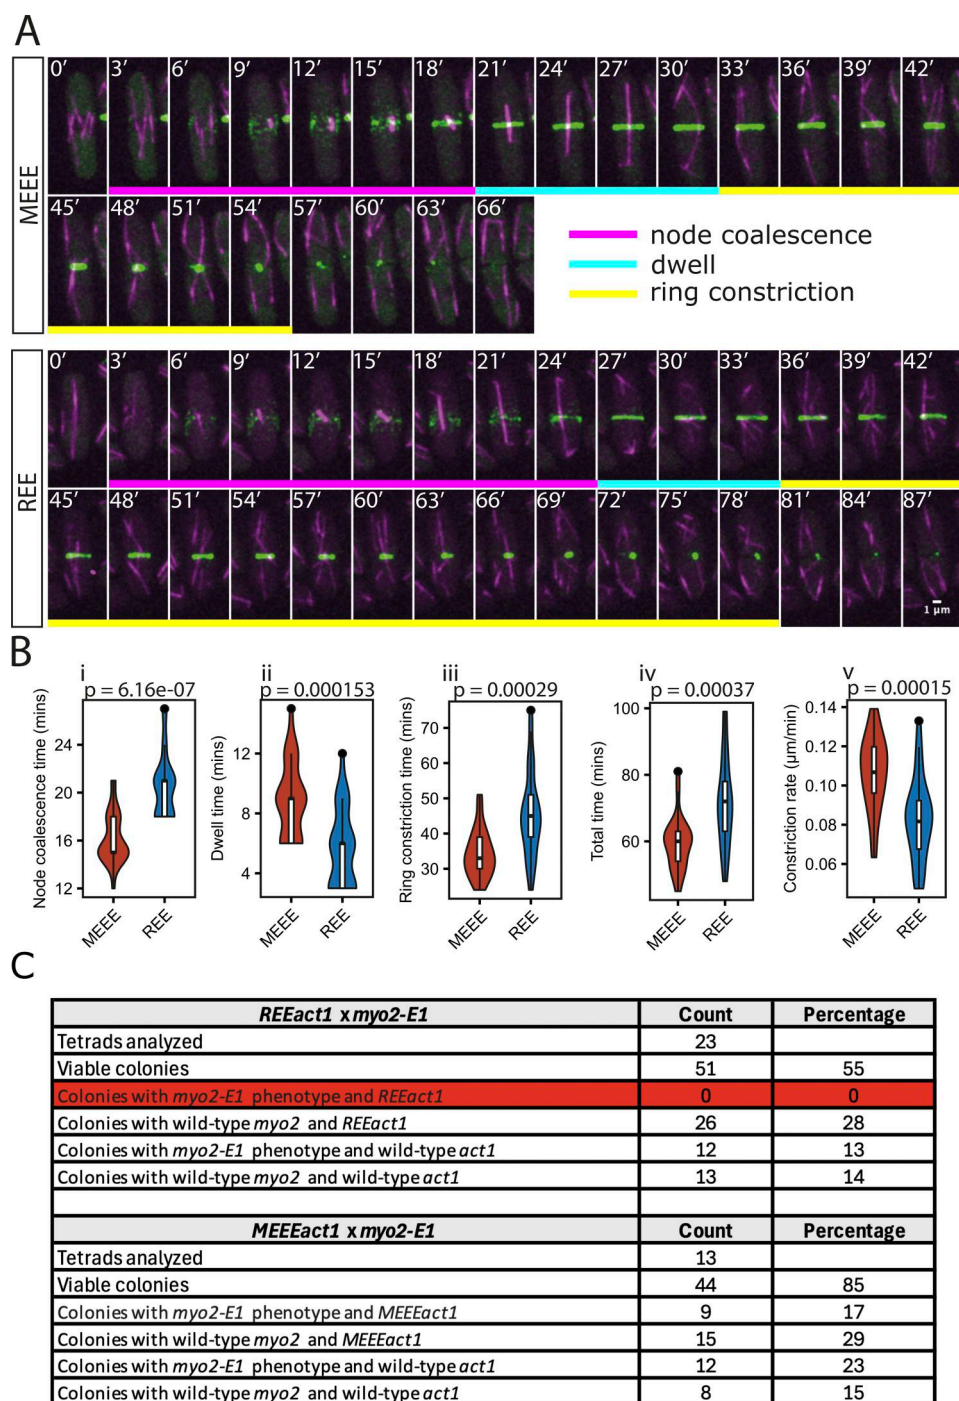 A
MEEE
0′ 3′ 6′ 9′ 12′ 15′ 18′ 21′ 24′ 27′ 30′ 33′ 36′ 39′ 42′
45′ 48′ 51′ 54′ 57′ 60′ 63′ 66′
node coalescence
dwell
ring constriction
REE
0′ 3′ 6′ 9′ 12′ 15′ 18′ 21′ 24′ 27′ 30′ 33′ 36′ 39′ 42′
45′ 48′ 51′ 54′ 57′ 60′ 63′ 66′ 69′ 72′ 75′ 78′ 81′ 84′ 87′
1 µm
B
i
p = 6.16e-07
Node coalescence time (mins)
24
20
16
12
MEEE REE
ii
p = 0.000153
Dwell time (mins)
12
8
4
MEEE REE
iii
p = 0.00029
Ring constriction time (mins)
70
50
30
MEEE REE
iv
p = 0.00037
Total time (mins)
100
80
60
MEEE REE
v
p = 0.00015
Constriction rate (µm/min)
0.14
0.12
0.10
0.08
0.06
MEEE REE
C
REEact1 x myo2-E1 Count Percentage
Tetrads analyzed 23
Viable colonies 51 55
Colonies with myo2-E1 phenotype and REEact1 0 0
Colonies with wild-type myo2 and REEact1 26 28
Colonies with myo2-E1 phenotype and wild-type act1 12 13
Colonies with wild-type myo2 and wild-type act1 13 14
MEEEact1 x myo2-E1 Count Percentage
Tetrads analyzed 13
Viable colonies 44 85
Colonies with myo2-E1 phenotype and MEEEact1 9 17
Colonies with wild-type myo2 and MEEEact1 15 29
Colonies with myo2-E1 phenotype and wild-type act1 12 23
Colonies with wild-type myo2 and wild-type act1 8 15